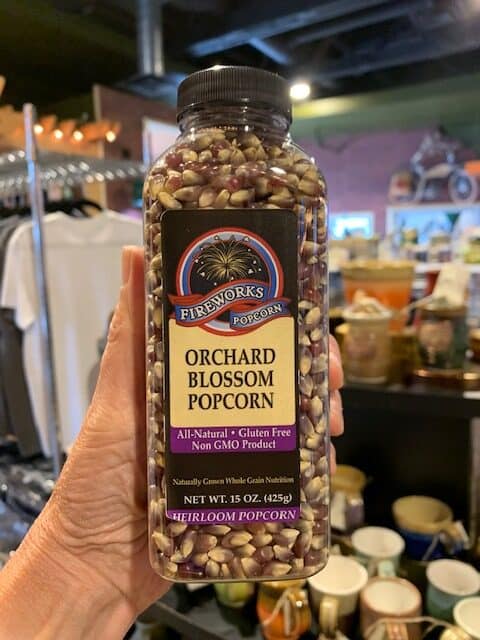 FIREWORKS
POPCORN
ORCHARD
BLOSSOM
POPCORN
All-Natural • Gluten Free
Non GMO Product
Naturally Grown Whole Grain Nutrition
NET WT. 15 OZ. (425g)
HEIRLOOM POPCORN